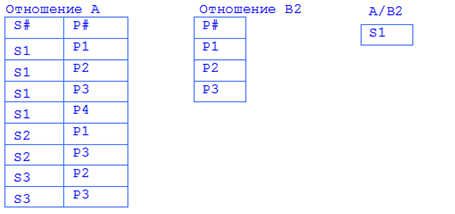 Отношение A
S# P#
S1 P1
S1 P2
S1 P3
S1 P4
S2 P1
S2 P3
S3 P2
S3 P3
Отношение B2
P#
P1
P2
P3
A/B2
S1